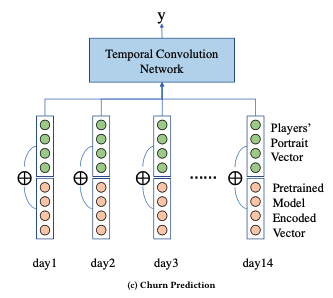 y
Temporal Convolution
Network
Players'
Portrait
Vector
......
Pretrained
Model
Encoded
Vector
day1 day2 day3 day14
(c) Churn Prediction